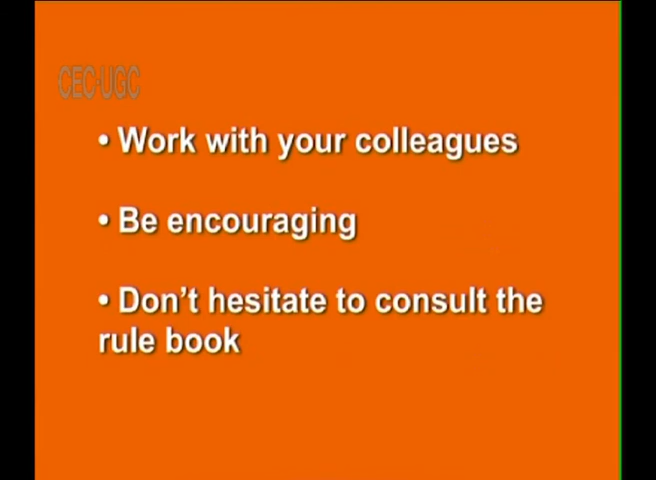 CEC-UGC
• Work with your colleagues
• Be encouraging
• Don't hesitate to consult the
rule book